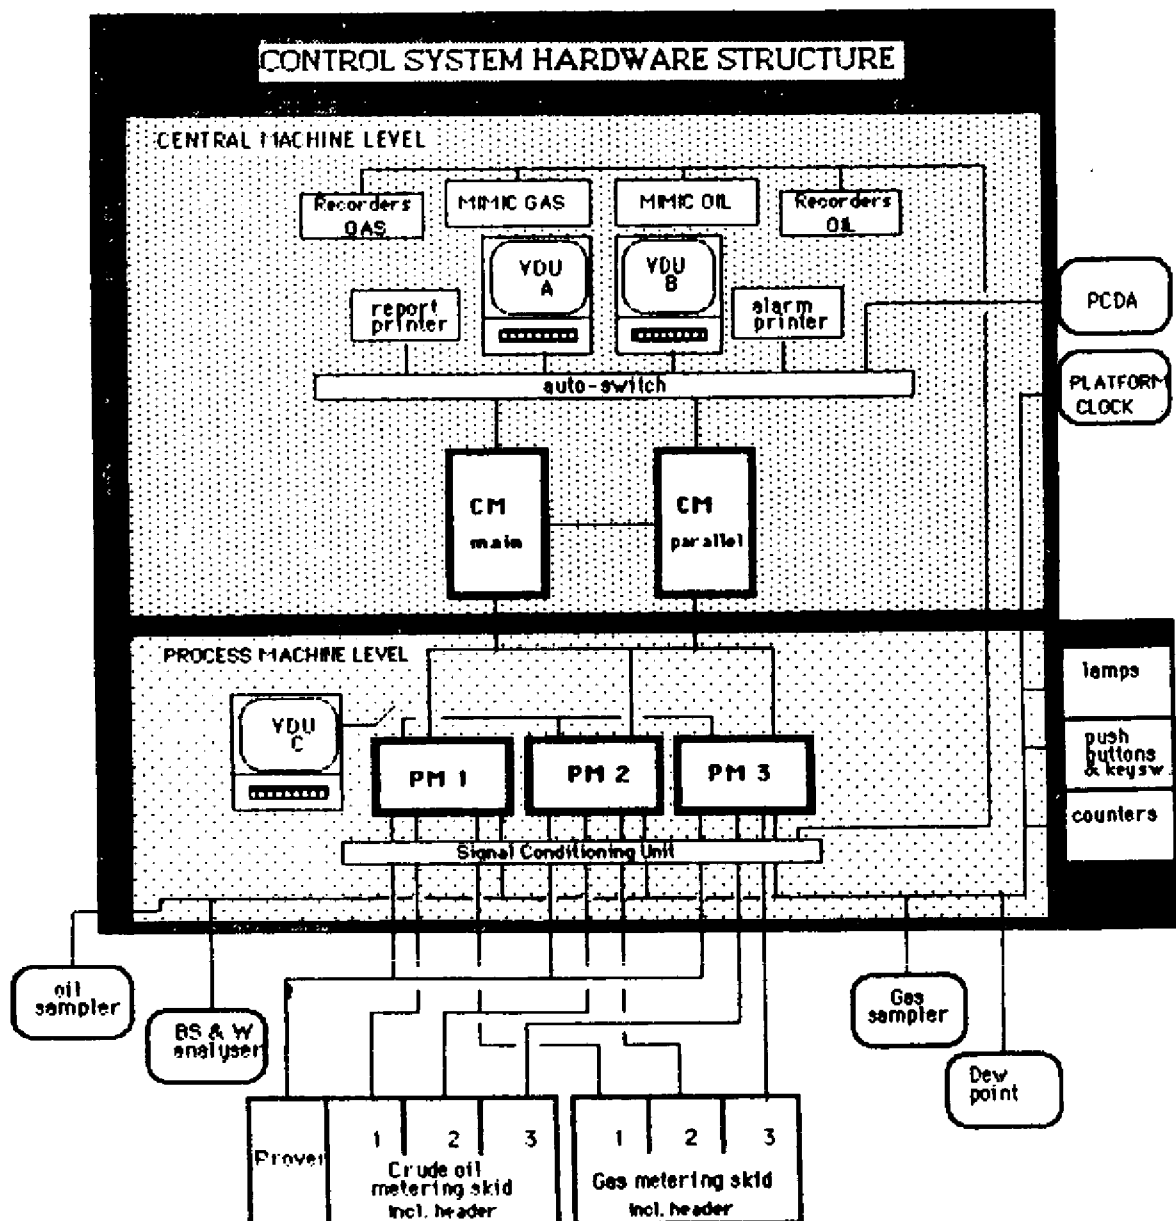 CONTROL SYSTEM HARDWARE STRUCTURE
CENTRAL MACHINE LEVEL
Recorders
GAS
MIMIC GAS
MIMIC OIL
Recorders
OIL
VDU
A
VDU
B
report
printer
alarm
printer
PCDA
auto-switch
PLATFORM
CLOCK
CM
main
CM
parallel
PROCESS MACHINE LEVEL
VDU
C
PM 1
PM 2
PM 3
lamps
push
buttons
& keysw
counters
Signal Conditioning Unit
oil
sampler
BS & W
analyser
Gas
sampler
Dew
point
Prover
1
2
3
Crude oil
metering skid
incl. header
1
2
3
Gas metering skid
incl. header